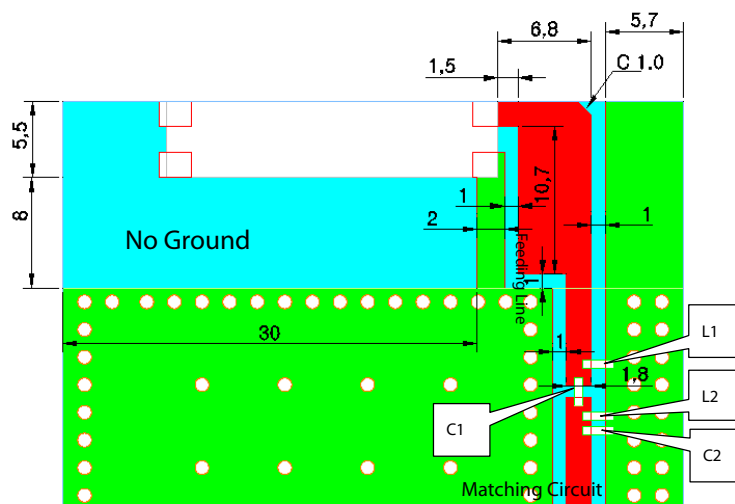 6,8
5,7
1,5
C 1.0
5,5
10,7
8
1
2
1
No Ground
Feeding Line
1
30
1
1,8
L1
L2
C1
C2
Matching Circuit